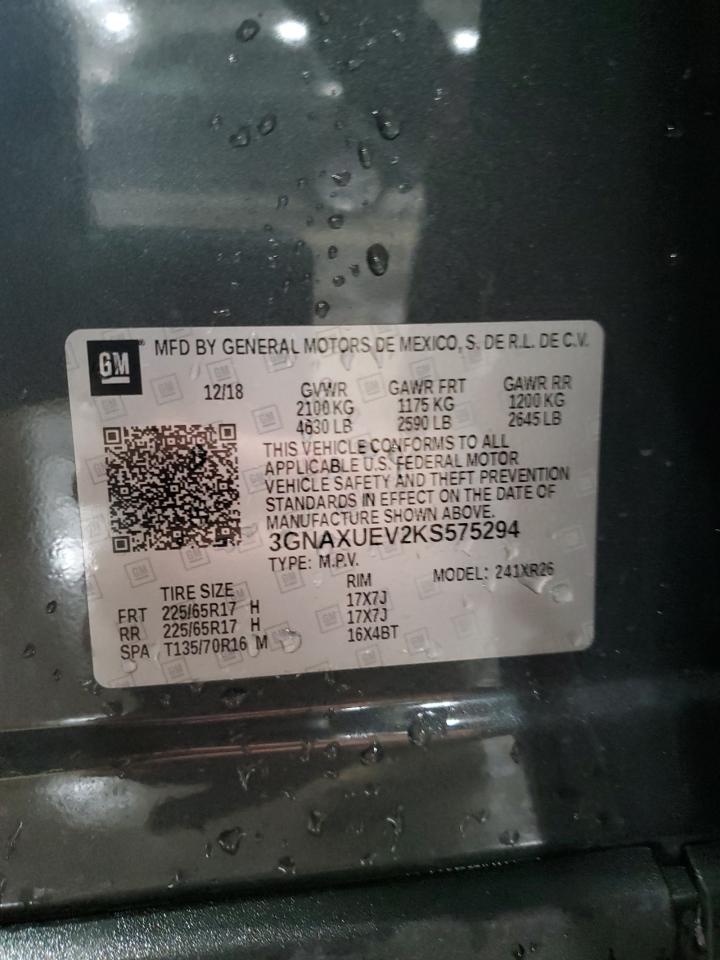 GM
MFD BY GENERAL MOTORS DE MEXICO, S. DE R.L. DE C.V.
12/18 GVWR GAWR FRT GAWR RR
2100 KG 1175 KG 1200 KG
4630 LB 2590 LB 2645 LB
THIS VEHICLE CONFORMS TO ALL
APPLICABLE U.S. FEDERAL MOTOR
VEHICLE SAFETY AND THEFT PREVENTION
STANDARDS IN EFFECT ON THE DATE OF
MANUFACTURE SHOWN ABOVE.
3GNAXUEV2KS575294
TYPE: M.P.V. MODEL: 241XR26
TIRE SIZE RIM
FRT 225/65R17 H 17X7J
RR 225/65R17 H 17X7J
SPA T135/70R16 M 16X4BT